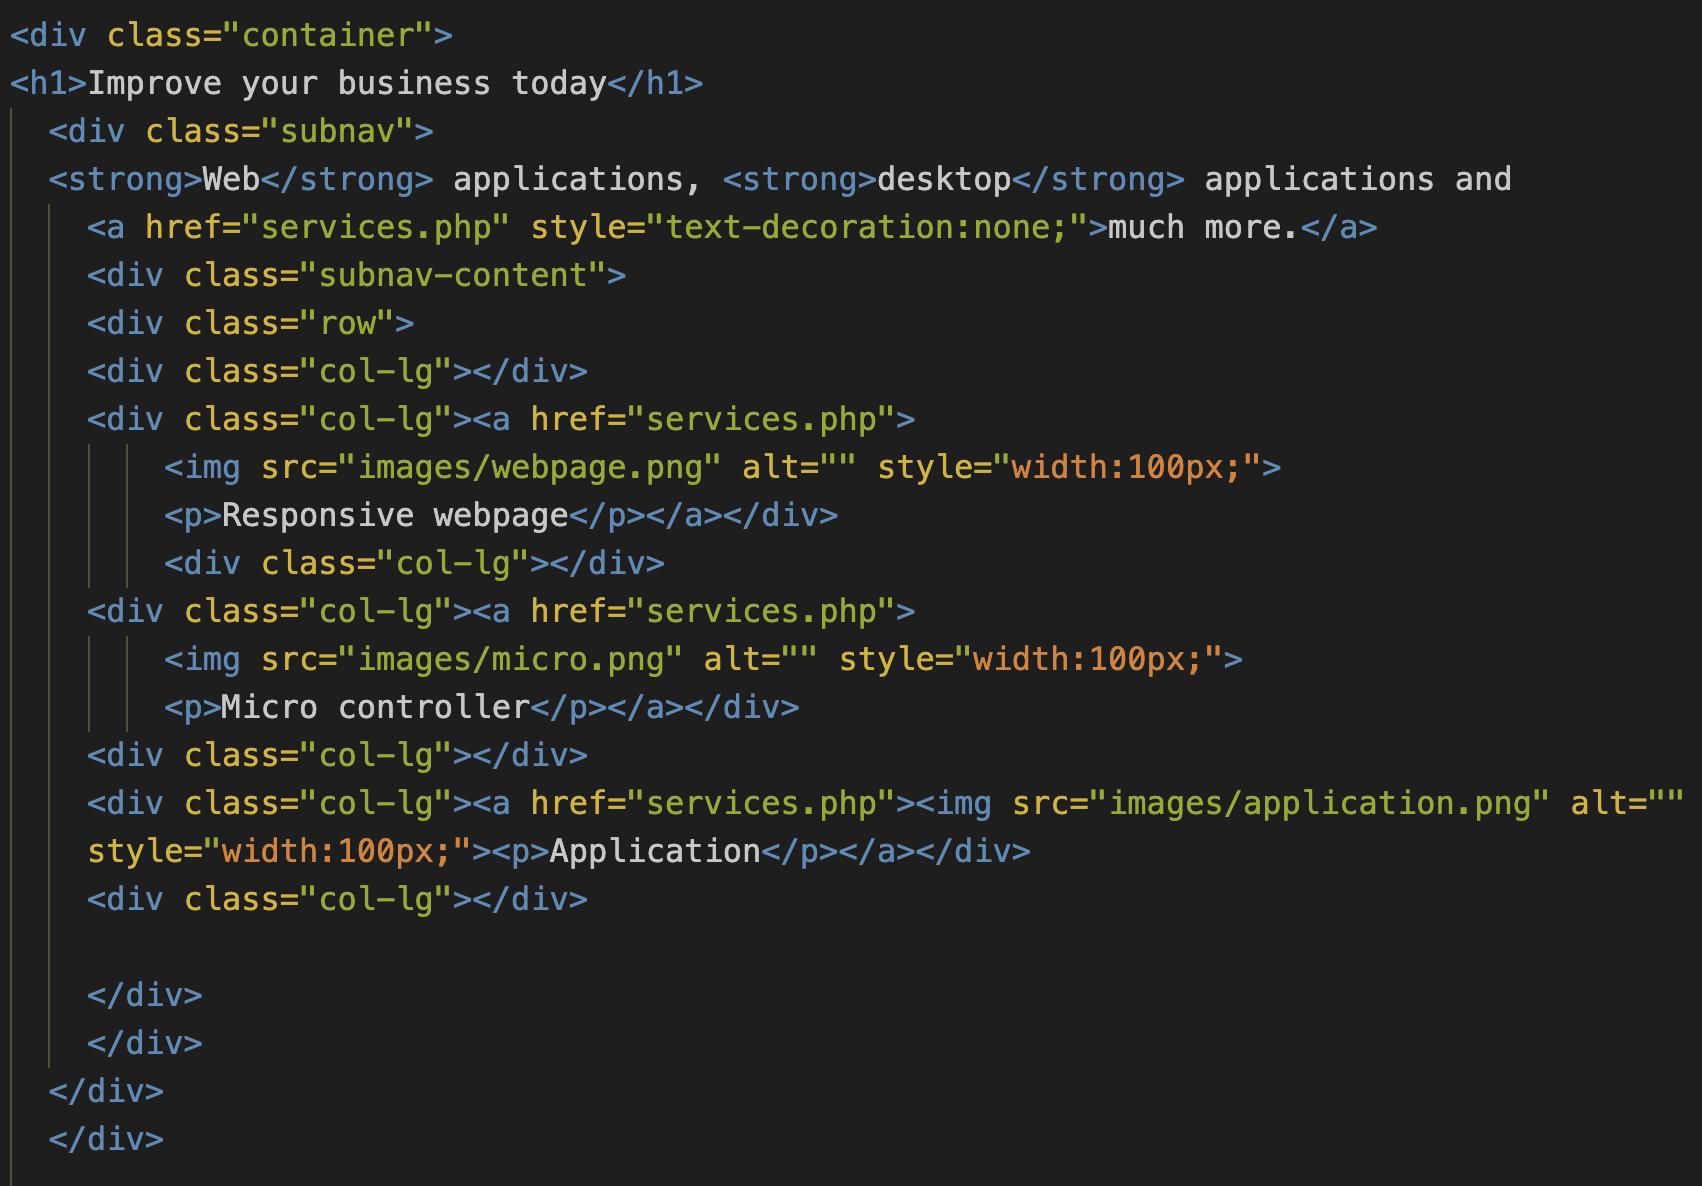 <div class="container">
<h1>Improve your business today</h1>
<div class="subnav">
<strong>Web</strong> applications, <strong>desktop</strong> applications and
<a href="services.php" style="text-decoration:none;">much more.</a>
<div class="subnav-content">
<div class="row">
<div class="col-lg"></div>
<div class="col-lg"><a href="services.php">
<img src="images/webpage.png" alt="" style="width:100px;">
<p>Responsive webpage</p></a></div>
<div class="col-lg"></div>
<div class="col-lg"><a href="services.php">
<img src="images/micro.png" alt="" style="width:100px;">
<p>Micro controller</p></a></div>
<div class="col-lg"></div>
<div class="col-lg"><a href="services.php"><img src="images/application.png" alt=""
style="width:100px;"><p>Application</p></a></div>
<div class="col-lg"></div>
</div>
</div>
</div>
</div>